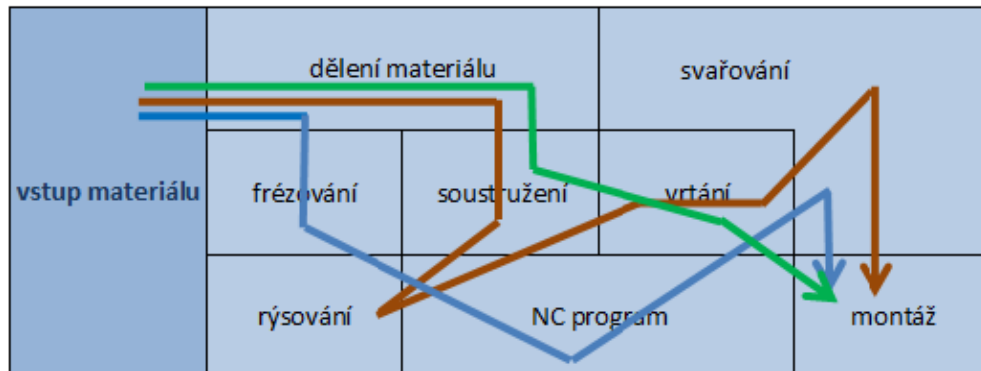 dělení materiálu
svařování
vstup materiálu
frézování
soustružení
vrtání
rýsování
NC program
montáž